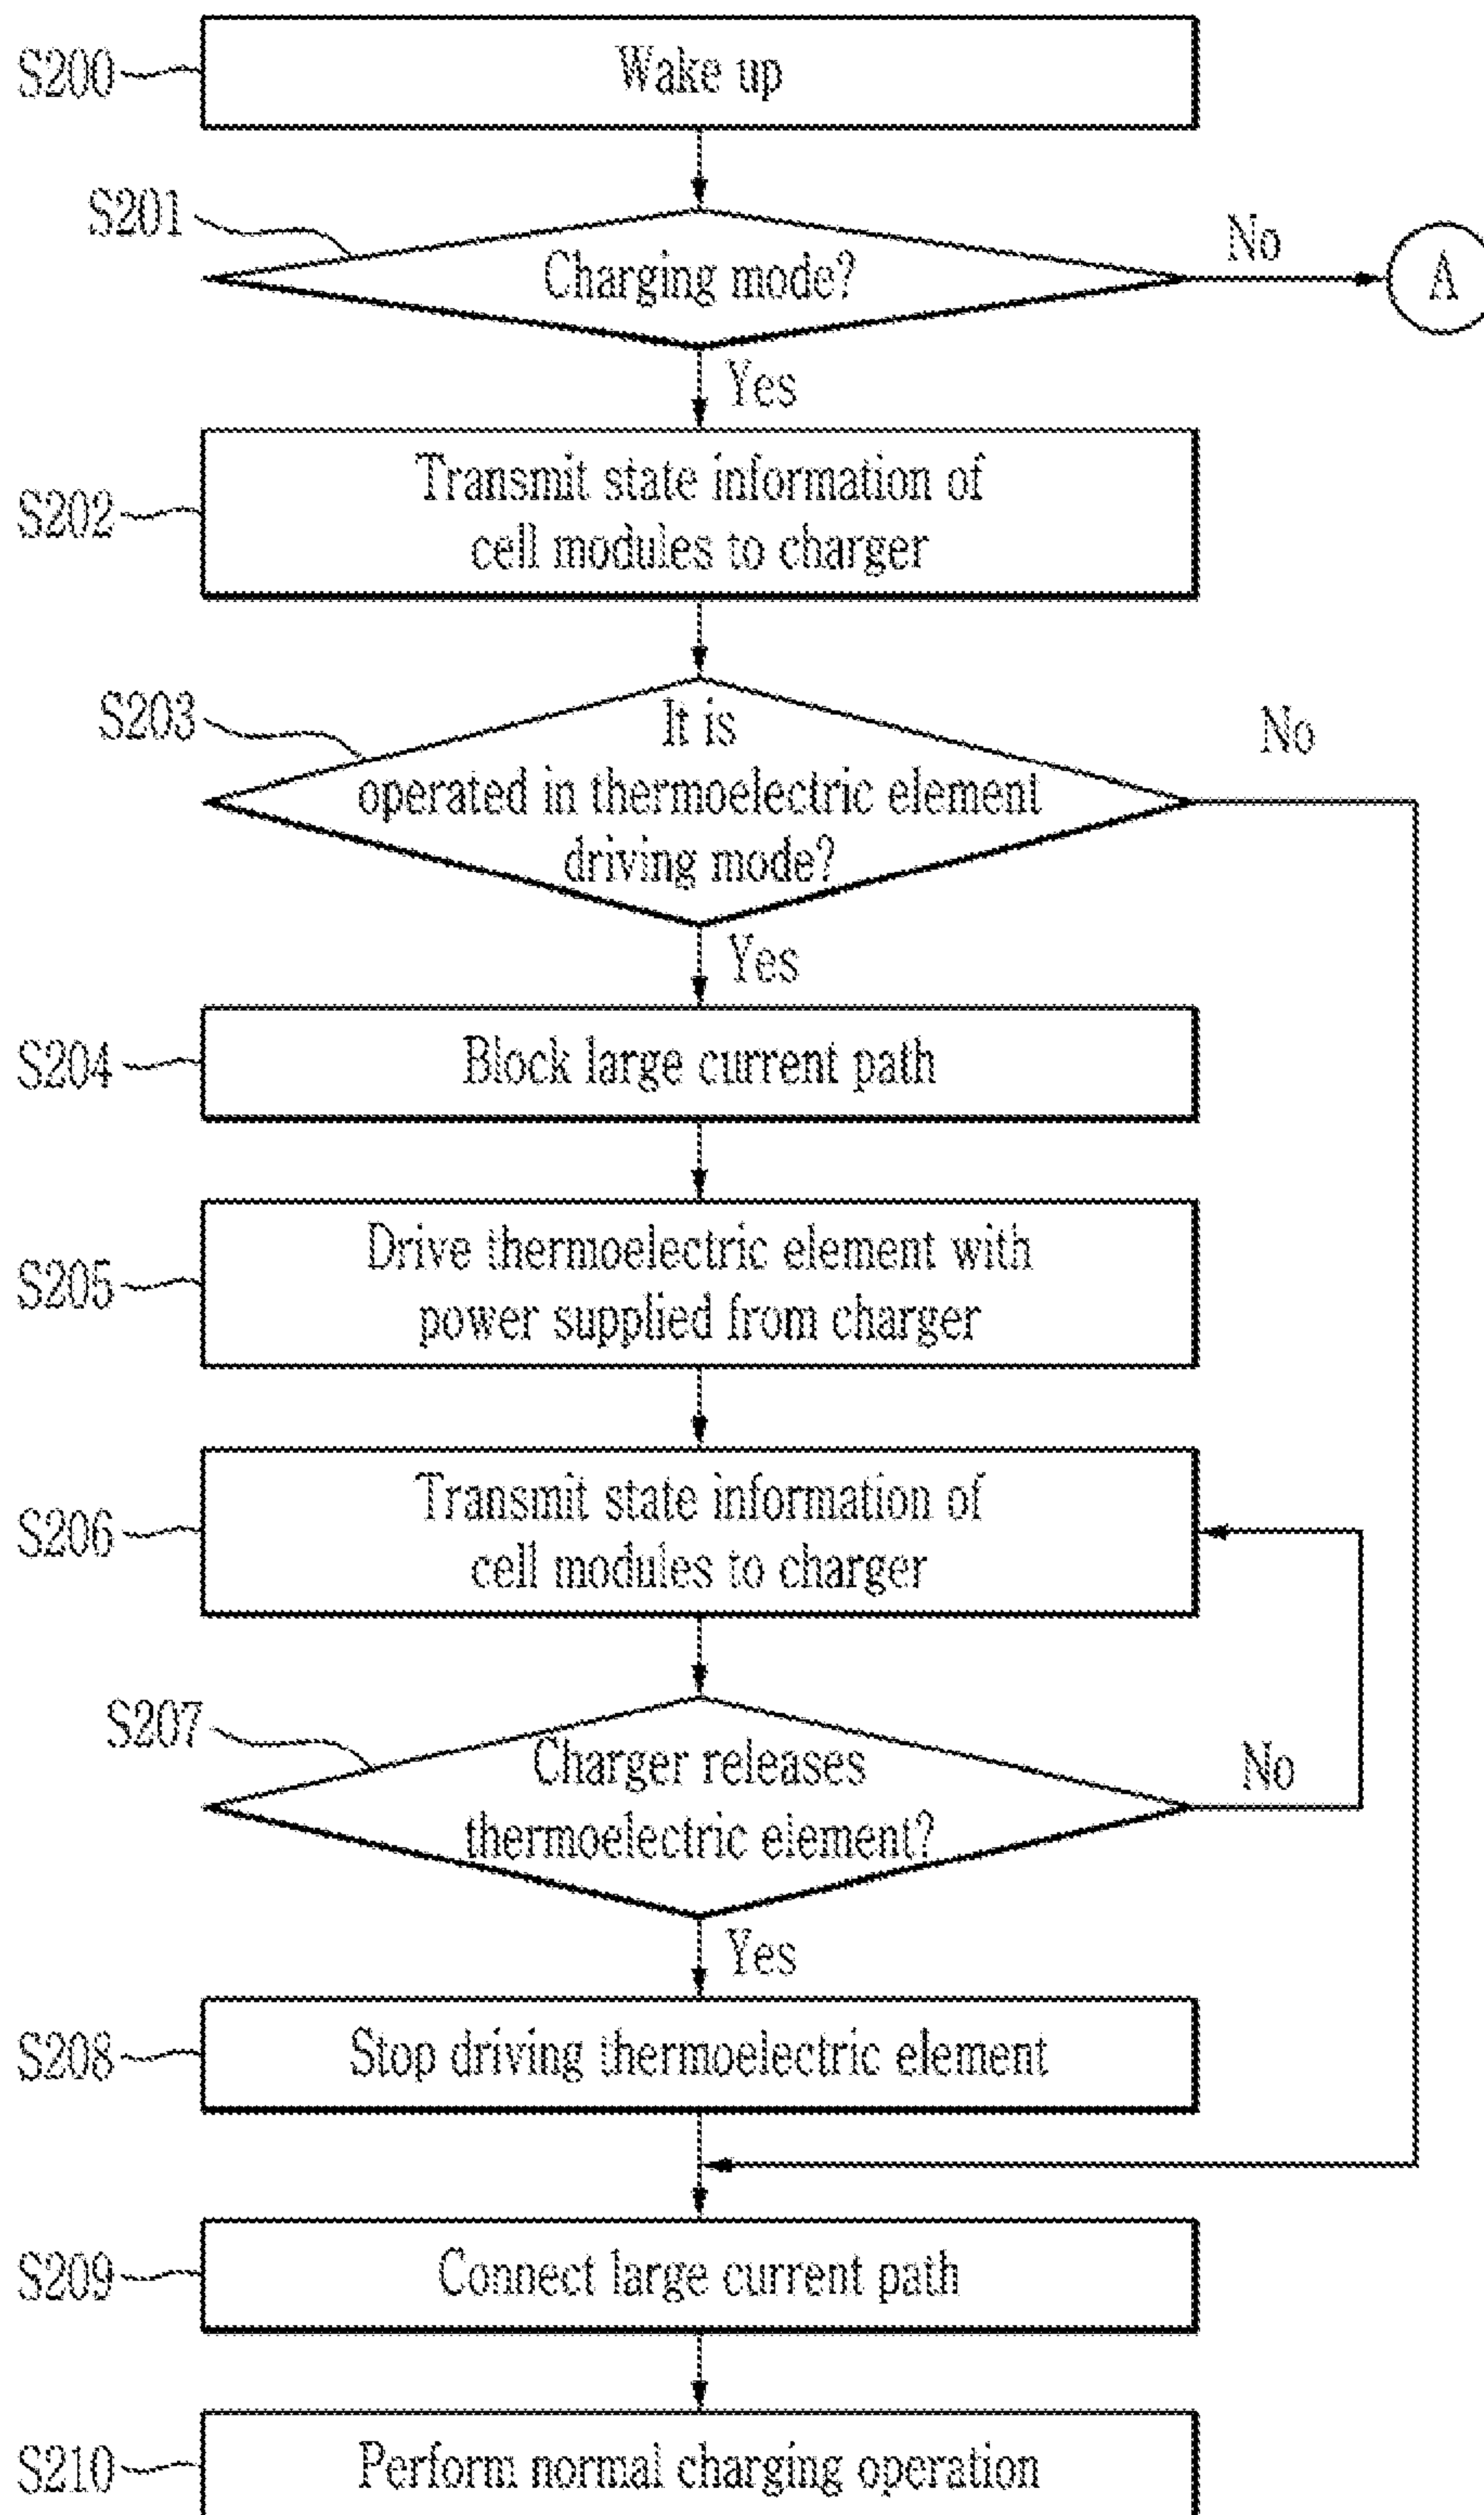 S200
Wake up
S201
Charging mode?
No
A
Yes
S202
Transmit state information of
cell modules to charger
S203
It is
operated in thermoelectric element
driving mode?
No
Yes
S204
Block large current path
S205
Drive thermoelectric element with
power supplied from charger
S206
Transmit state information of
cell modules to charger
S207
Charger releases
thermoelectric element?
No
Yes
S208
Stop driving thermoelectric element
S209
Connect large current path
S210
Perform normal charging operation